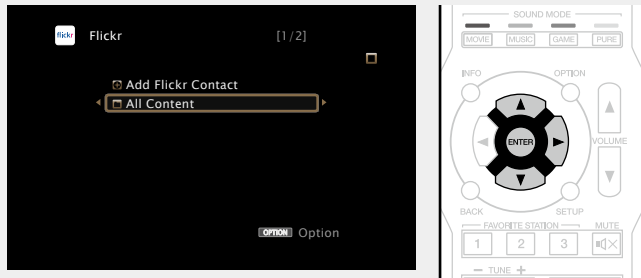 flickr Flickr [1/2]
Add Flickr Contact
All Content
OPTION Option
SOUND MODE
MOVIE MUSIC GAME PURE
INFO OPTION
ENTER
VOLUME
BACK SETUP
FAVORITE STATION MUTE
1 2 3
TUNE